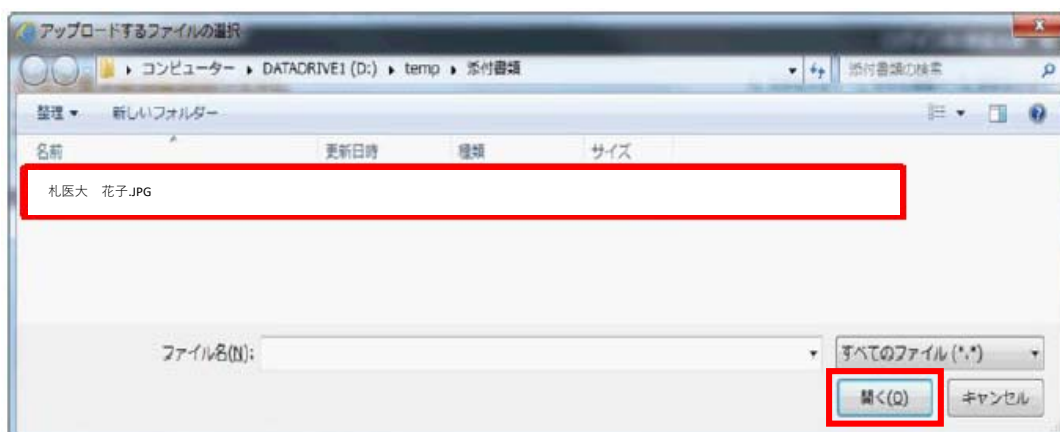 アップロードするファイルの選択
コンピューター ▸ DATADRIVE1 (D:) ▸ temp ▸ 添付書類
添付書類の検索
整理 ▼ 新しいフォルダー
名前 更新日時 種類 サイズ
札医大　花子.JPG
ファイル名(N):
すべてのファイル (*.*)
開く(O) キャンセル